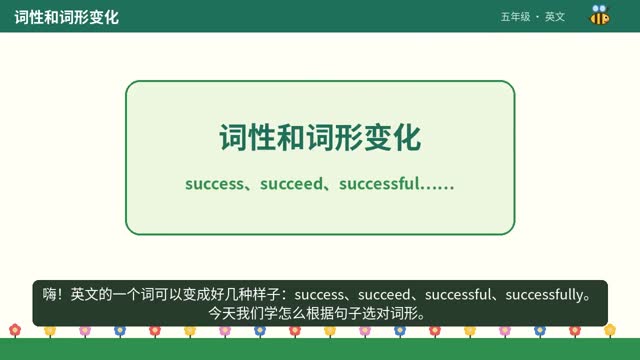 词性和词形变化
五年级 · 英文
词性和词形变化
success、succeed、successful……
嗨！英文的一个词可以变成好几种样子：success、succeed、successful、successfully。
今天我们学怎么根据句子选对词形。